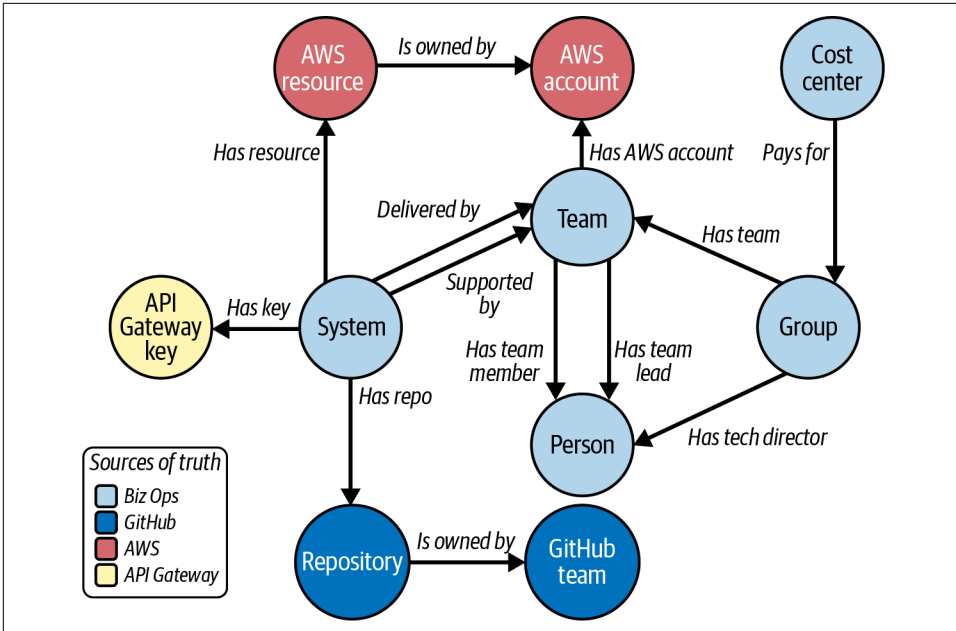 AWS
resource
Is owned by
AWS
account
Cost
center
Has resource
Has AWS account
Pays for
Delivered by
Team
Has team
Supported
by
API
Gateway
key
Has key
System
Group
Has team
member
Has team
lead
Has repo
Person
Has tech director
Sources of truth
Biz Ops
GitHub
AWS
API Gateway
Repository
Is owned by
GitHub
team